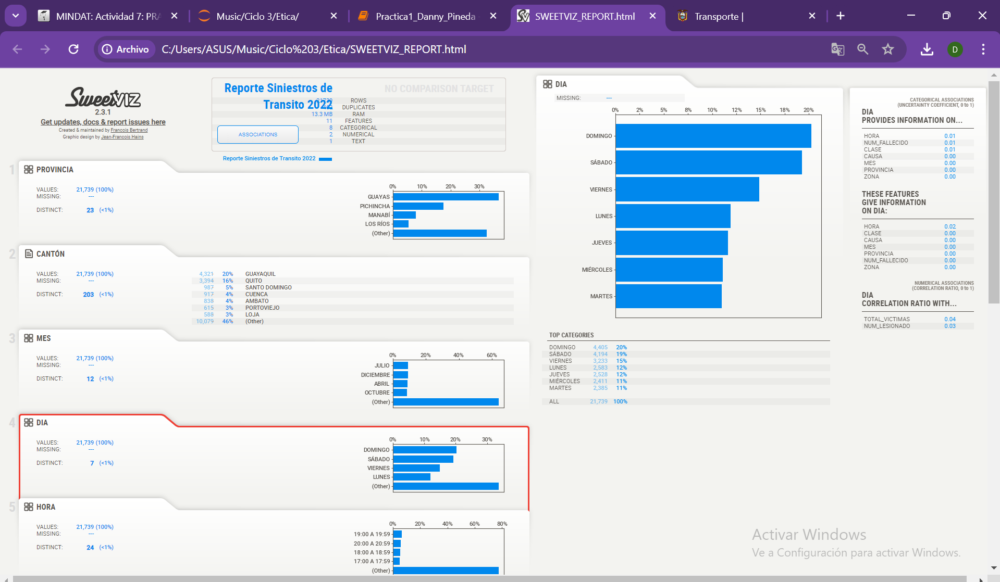 MINDAT: Actividad 7: PRA
Music/Ciclo 3/Etica/
Practica1_Danny_Pineda
SWEETVIZ_REPORT.html
Transporte |
Archivo
C:/Users/ASUS/Music/Ciclo%203/Etica/SWEETVIZ_REPORT.html
D
SweetVIZ
2.3.1
Get updates, docs & report issues here
Created & maintained by Francois Bertrand
Graphic design by Jean-Francois Hains
Reporte Siniestros de
Transito 2022
NO COMPARISON TARGET
ROWS
DUPLICATES
13.3 MB RAM
11 FEATURES
8 CATEGORICAL
2 NUMERICAL
1 TEXT
ASSOCIATIONS
Reporte Siniestros de Transito 2022
1 PROVINCIA
VALUES: 21,739 (100%)
MISSING: ---
DISTINCT: 23 (<1%)
0% 10% 20% 30%
GUAYAS
PICHINCHA
MANABÍ
LOS RÍOS
(Other)
2 CANTÓN
VALUES: 21,739 (100%)
MISSING: ---
DISTINCT: 203 (<1%)
4,321 20% GUAYAQUIL
3,394 16% QUITO
987 5% SANTO DOMINGO
917 4% CUENCA
838 4% AMBATO
615 3% PORTOVIEJO
588 3% LOJA
10,079 46% (Other)
3 MES
VALUES: 21,739 (100%)
MISSING: ---
DISTINCT: 12 (<1%)
0% 20% 40% 60%
JULIO
DICIEMBRE
ABRIL
OCTUBRE
(Other)
4 DIA
VALUES: 21,739 (100%)
MISSING: ---
DISTINCT: 7 (<1%)
0% 10% 20% 30%
DOMINGO
SÁBADO
VIERNES
LUNES
(Other)
5 HORA
VALUES: 21,739 (100%)
MISSING: ---
DISTINCT: 24 (<1%)
0% 20% 40% 60% 80%
19:00 A 19:59
20:00 A 20:59
18:00 A 18:59
17:00 A 17:59
(Other)
DIA
MISSING: ---
0% 2% 5% 8% 10% 12% 15% 18% 20%
DOMINGO
SÁBADO
VIERNES
LUNES
JUEVES
MIÉRCOLES
MARTES
TOP CATEGORIES
DOMINGO 4,405 20%
SÁBADO 4,194 19%
VIERNES 3,233 15%
LUNES 2,583 12%
JUEVES 2,528 12%
MIÉRCOLES 2,411 11%
MARTES 2,385 11%
ALL 21,739 100%
CATEGORICAL ASSOCIATIONS
(UNCERTAINTY COEFFICIENT, 0 to 1)
DIA
PROVIDES INFORMATION ON...
HORA 0.01
NUM_FALLECIDO 0.01
CLASE 0.01
CAUSA 0.00
MES 0.00
PROVINCIA 0.00
ZONA 0.00
THESE FEATURES
GIVE INFORMATION
ON DIA:
HORA 0.02
CLASE 0.00
CAUSA 0.00
MES 0.00
PROVINCIA 0.00
NUM_FALLECIDO 0.00
ZONA 0.00
NUMERICAL ASSOCIATIONS
(CORRELATION RATIO, 0 to 1)
DIA
CORRELATION RATIO WITH...
TOTAL_VICTIMAS 0.04
NUM_LESIONADO 0.03
Activar Windows
Ve a Configuración para activar Windows.